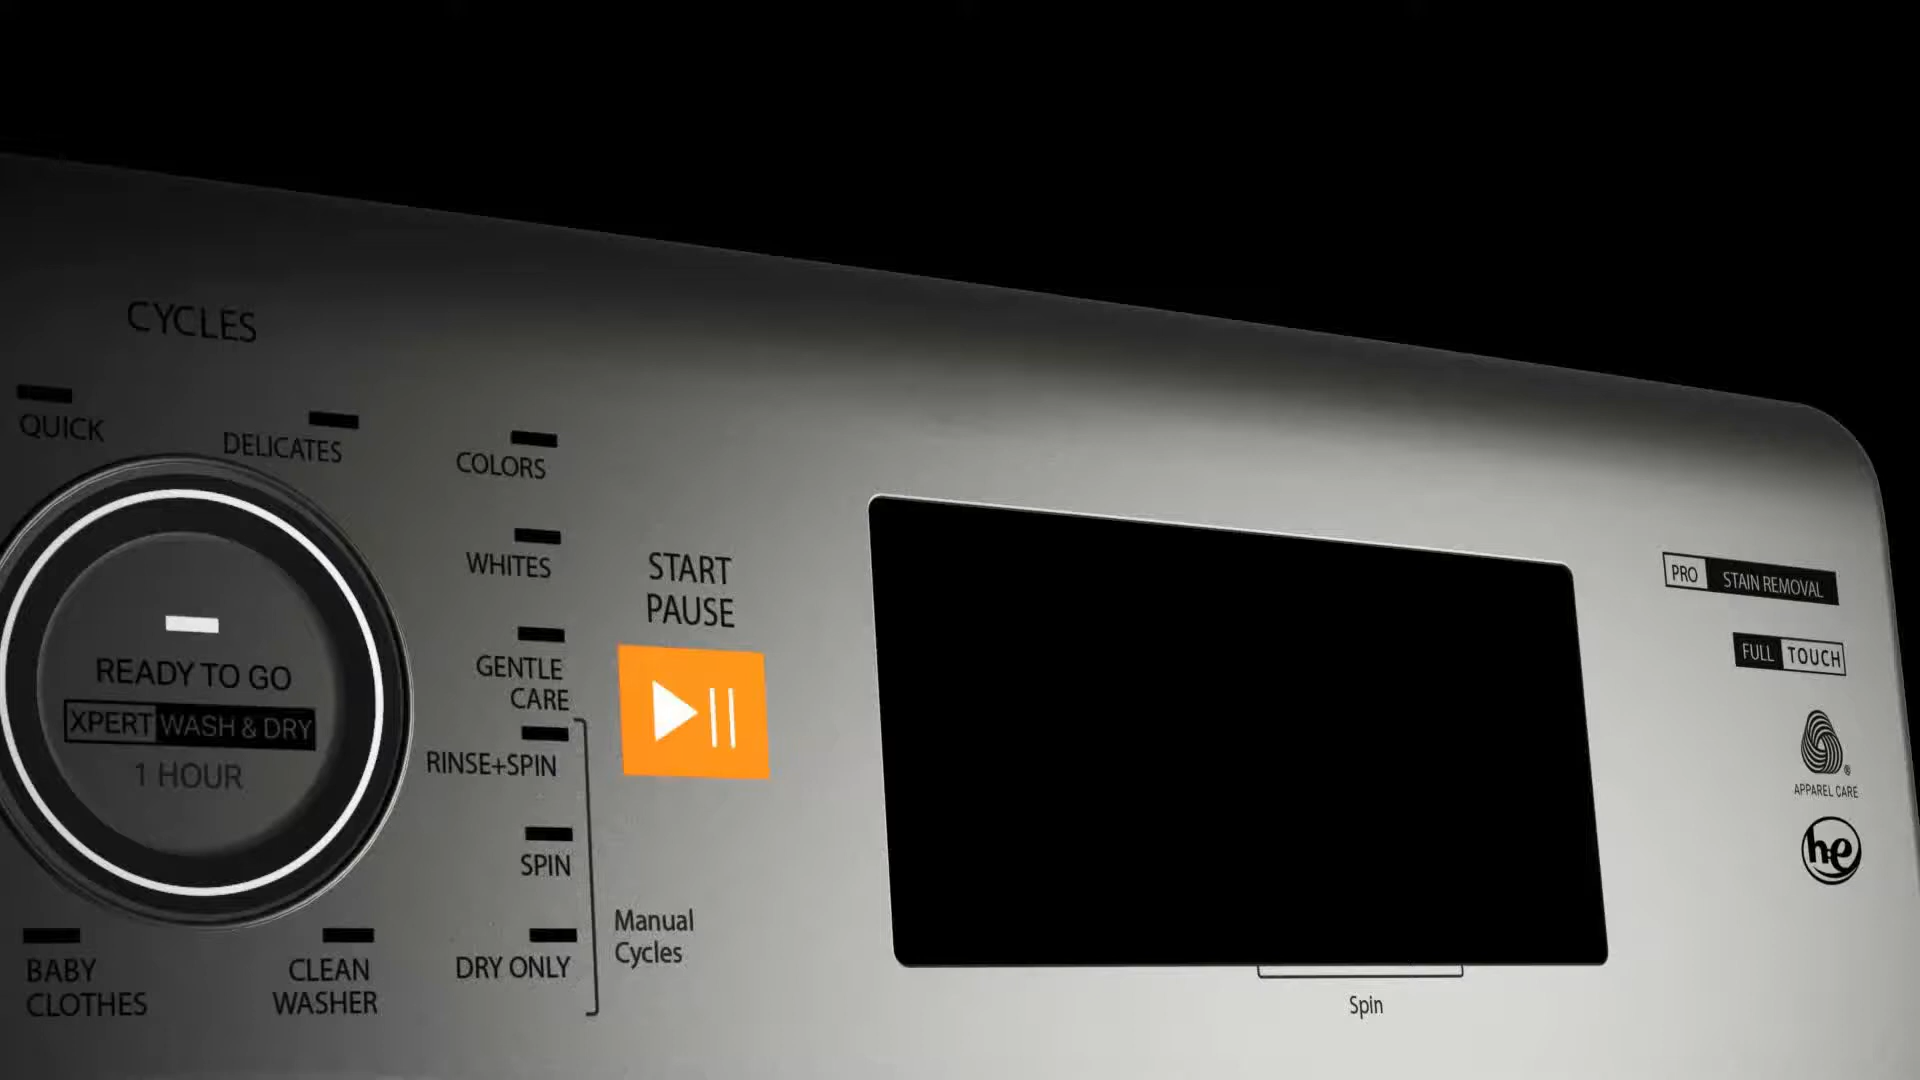 CYCLES
QUICK
DELICATES
COLORS
WHITES
GENTLE
CARE
RINSE+SPIN
SPIN
DRY ONLY
Manual
Cycles
READY TO GO
XPERT WASH & DRY
1 HOUR
BABY
CLOTHES
CLEAN
WASHER
START
PAUSE
Spin
PRO STAIN REMOVAL
FULL TOUCH
®
APPAREL CARE
he